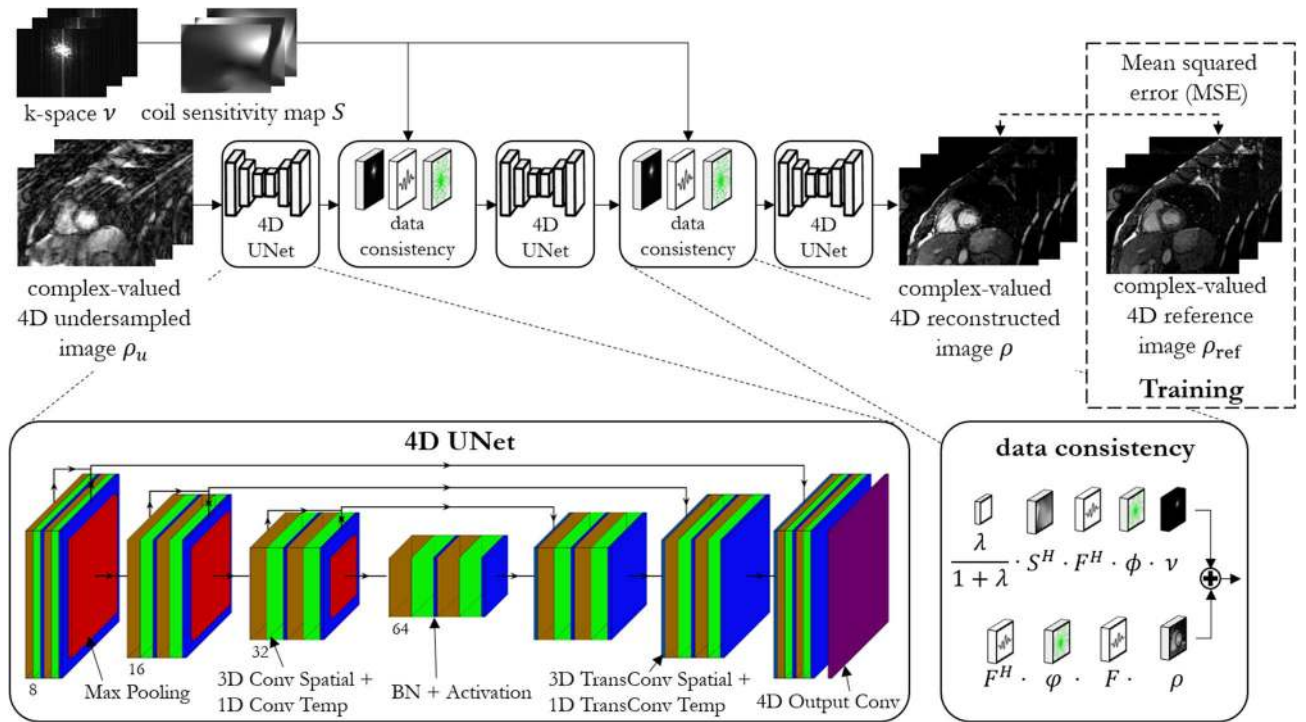 k-space ν
coil sensitivity map S
Mean squared
error (MSE)
4D
UNet
data
consistency
4D
UNet
data
consistency
4D
UNet
complex-valued
4D undersampled
image ρᵤ
complex-valued
4D reconstructed
image ρ
complex-valued
4D reference
image ρ_ref
Training
4D UNet
8
16
32
64
Max Pooling
3D Conv Spatial +
1D Conv Temp
BN + Activation
3D TransConv Spatial +
1D TransConv Temp
4D Output Conv
data consistency
λ
1 + λ · S^H · F^H · ϕ · ν
F^H · φ · F · ρ